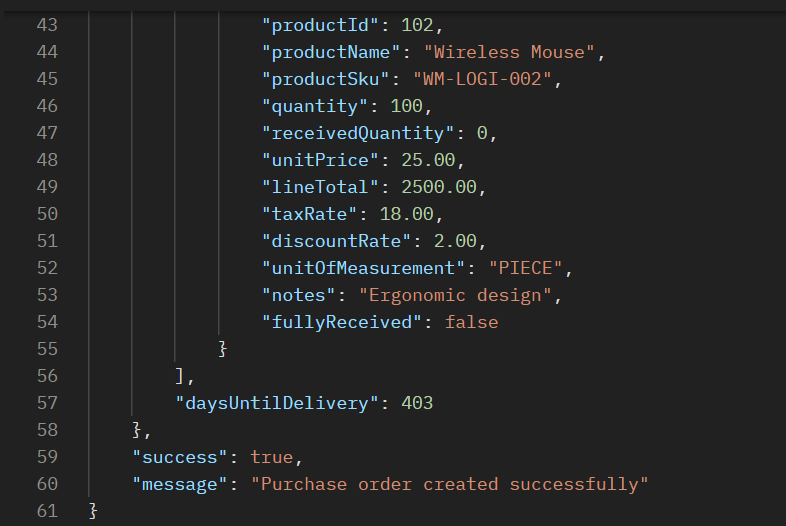 43 "productId": 102,
44 "productName": "Wireless Mouse",
45 "productSku": "WM-LOGI-002",
46 "quantity": 100,
47 "receivedQuantity": 0,
48 "unitPrice": 25.00,
49 "lineTotal": 2500.00,
50 "taxRate": 18.00,
51 "discountRate": 2.00,
52 "unitOfMeasurement": "PIECE",
53 "notes": "Ergonomic design",
54 "fullyReceived": false
55 }
56 ],
57 "daysUntilDelivery": 403
58 },
59 "success": true,
60 "message": "Purchase order created successfully"
61 }